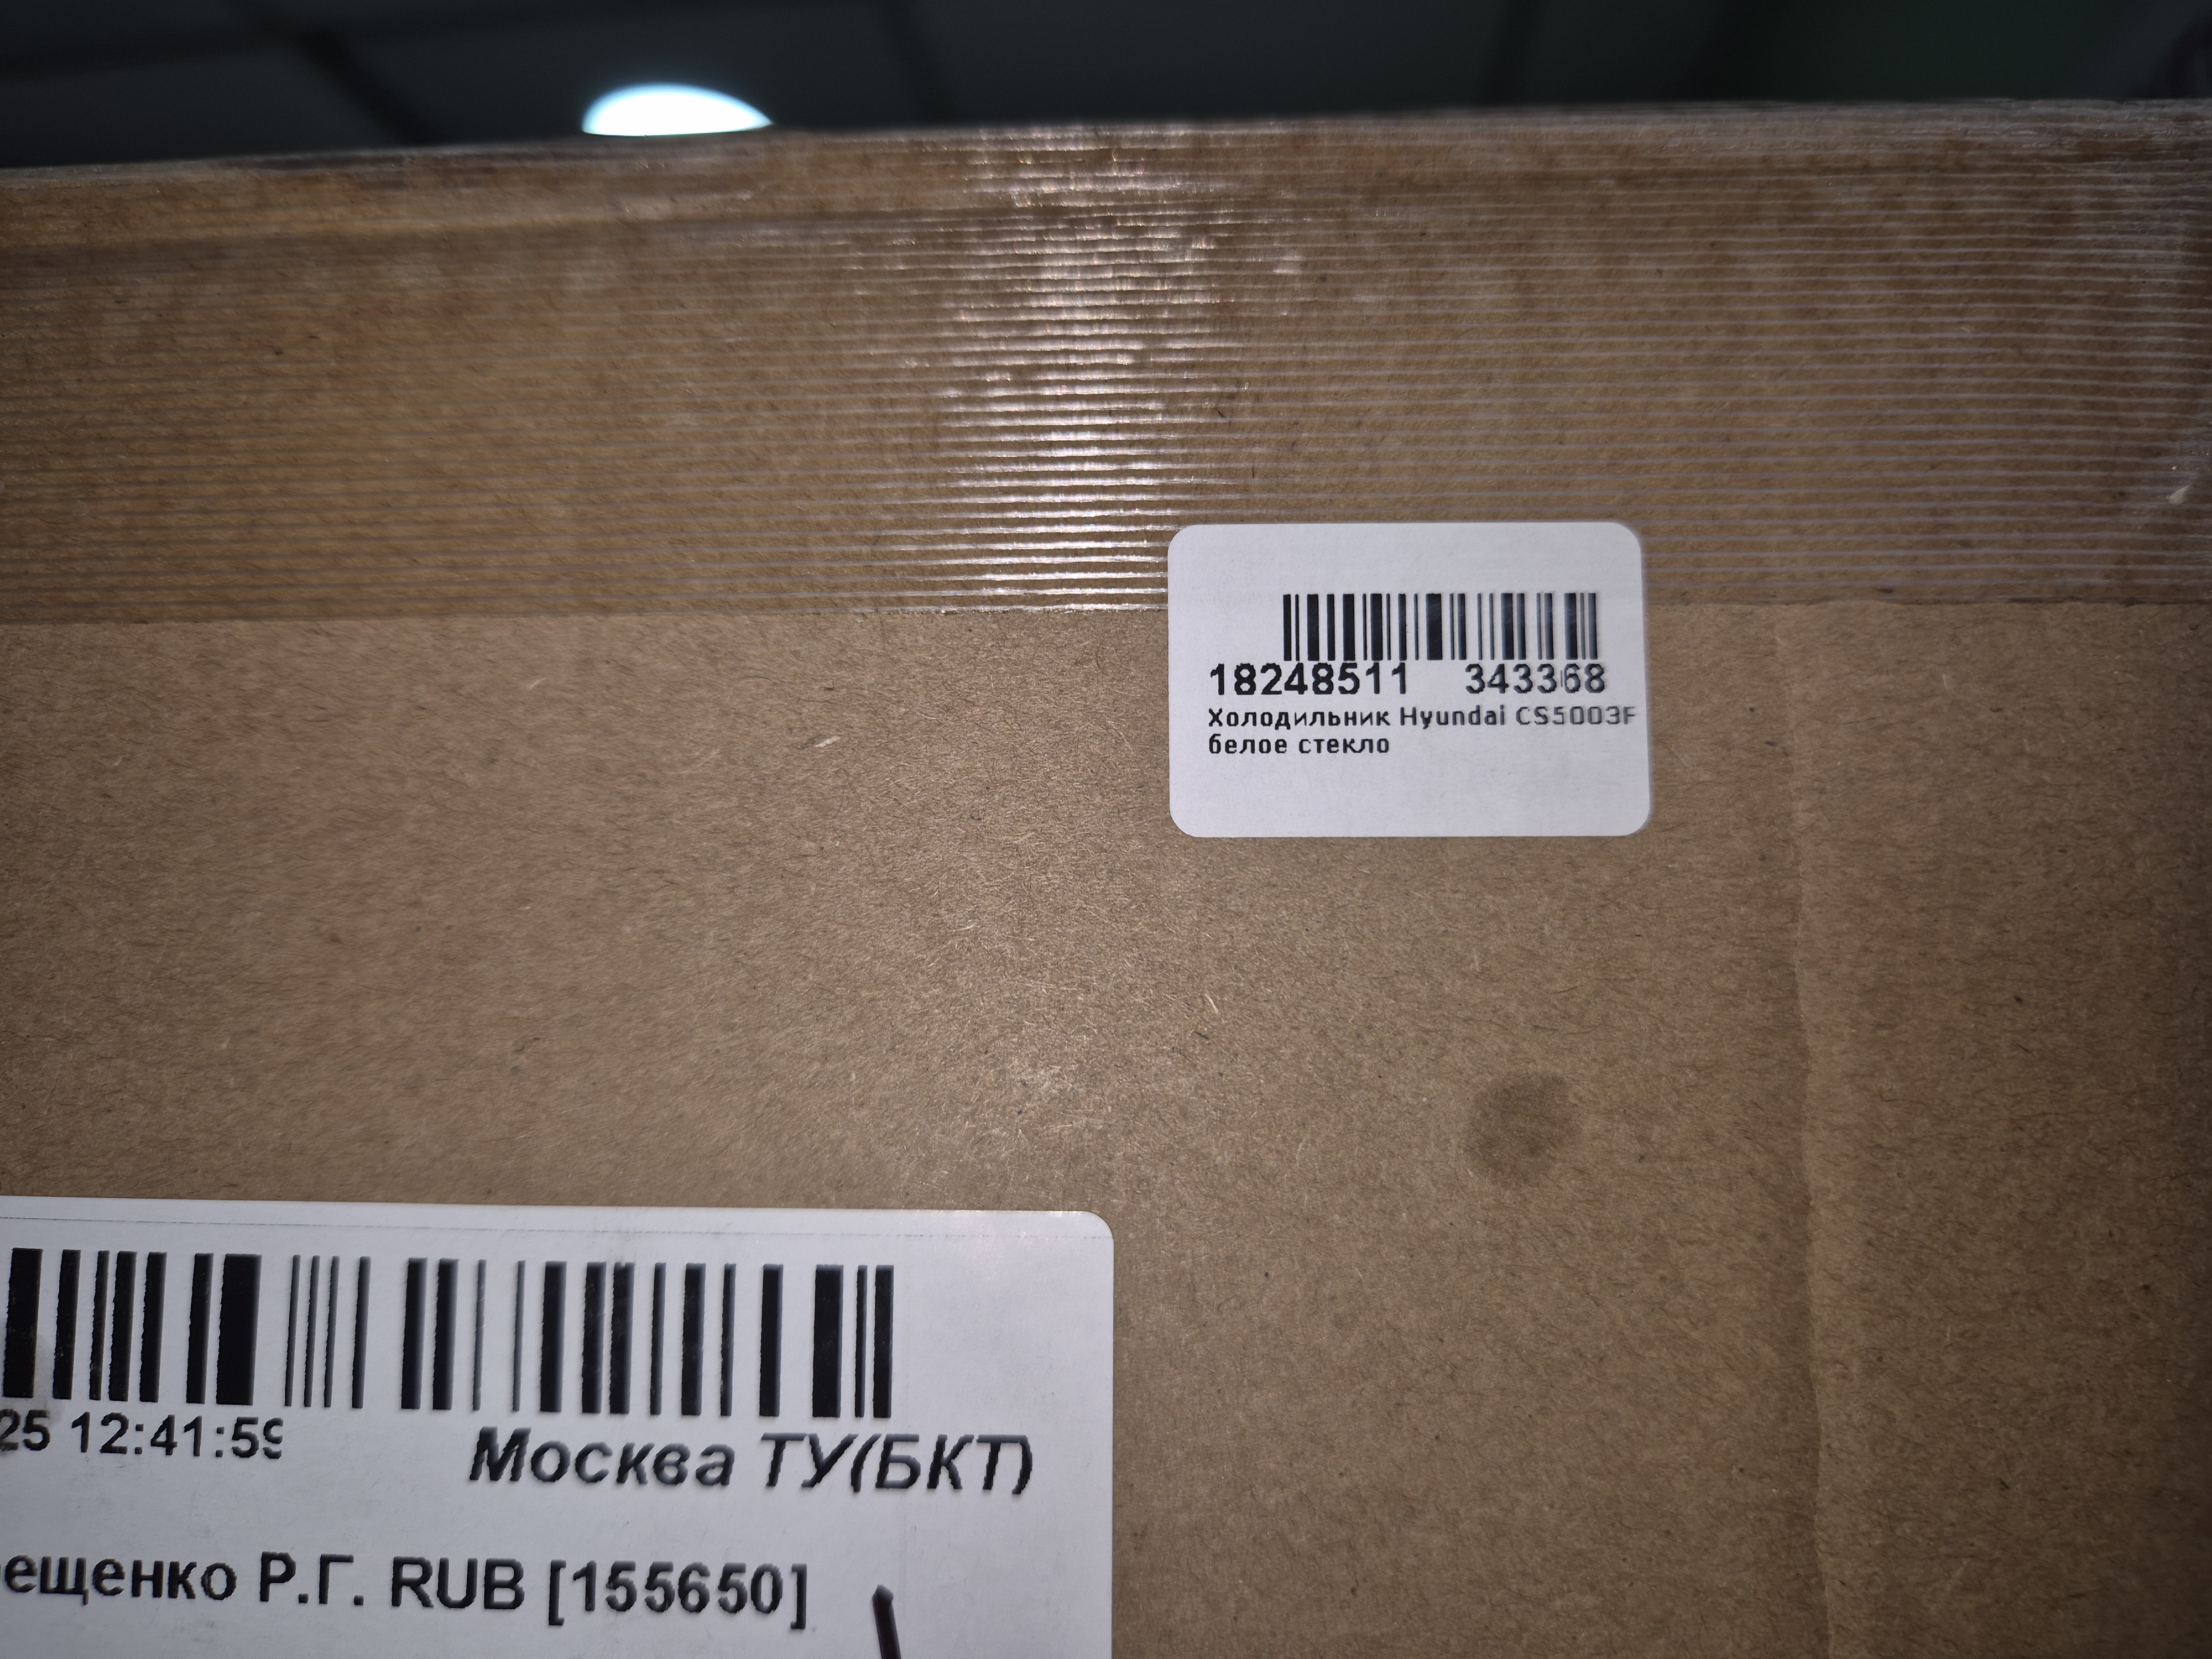 18248511 343368
Холодильник Hyundai CS5003F
белое стекло
25 12:41:59
Москва ТУ(БКТ)
ещенко Р.Г. RUB [155650]